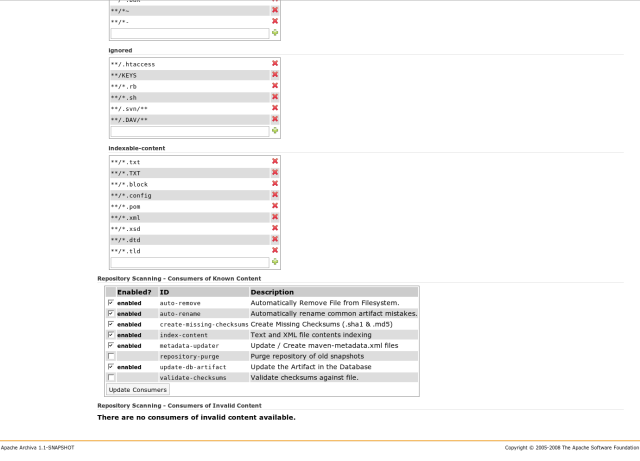 **/*~
**/*-
ignored
**/.htaccess
**/KEYS
**/*.rb
**/*.sh
**/.svn/**
**/.DAV/**
indexable-content
**/*.txt
**/*.TXT
**/*.block
**/*.config
**/*.pom
**/*.xml
**/*.xsd
**/*.dtd
**/*.tld
Repository Scanning - Consumers of Known Content
Enabled? ID Description
enabled auto-remove Automatically Remove File from Filesystem.
enabled auto-rename Automatically rename common artifact mistakes.
enabled create-missing-checksums Create Missing Checksums (.sha1 & .md5)
enabled index-content Text and XML file contents indexing
enabled metadata-updater Update / Create maven-metadata.xml files
repository-purge Purge repository of old snapshots
enabled update-db-artifact Update the Artifact in the Database
validate-checksums Validate checksums against file.
Update Consumers
Repository Scanning - Consumers of Invalid Content
There are no consumers of invalid content available.
Apache Archiva 1.1-SNAPSHOT Copyright © 2005-2008 The Apache Software Foundation